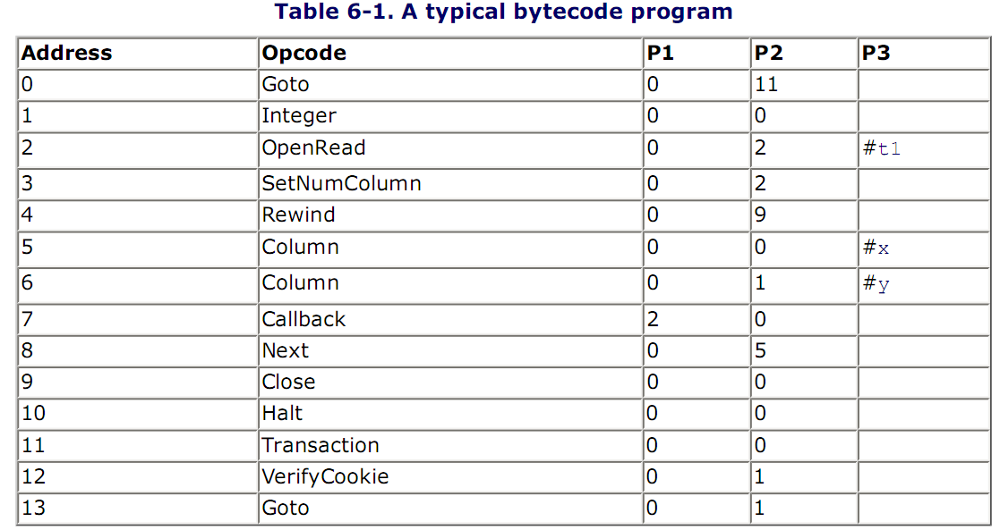 Table 6-1. A typical bytecode program
Address Opcode P1 P2 P3
0 Goto 0 11
1 Integer 0 0
2 OpenRead 0 2 #t1
3 SetNumColumn 0 2
4 Rewind 0 9
5 Column 0 0 #x
6 Column 0 1 #y
7 Callback 2 0
8 Next 0 5
9 Close 0 0
10 Halt 0 0
11 Transaction 0 0
12 VerifyCookie 0 1
13 Goto 0 1